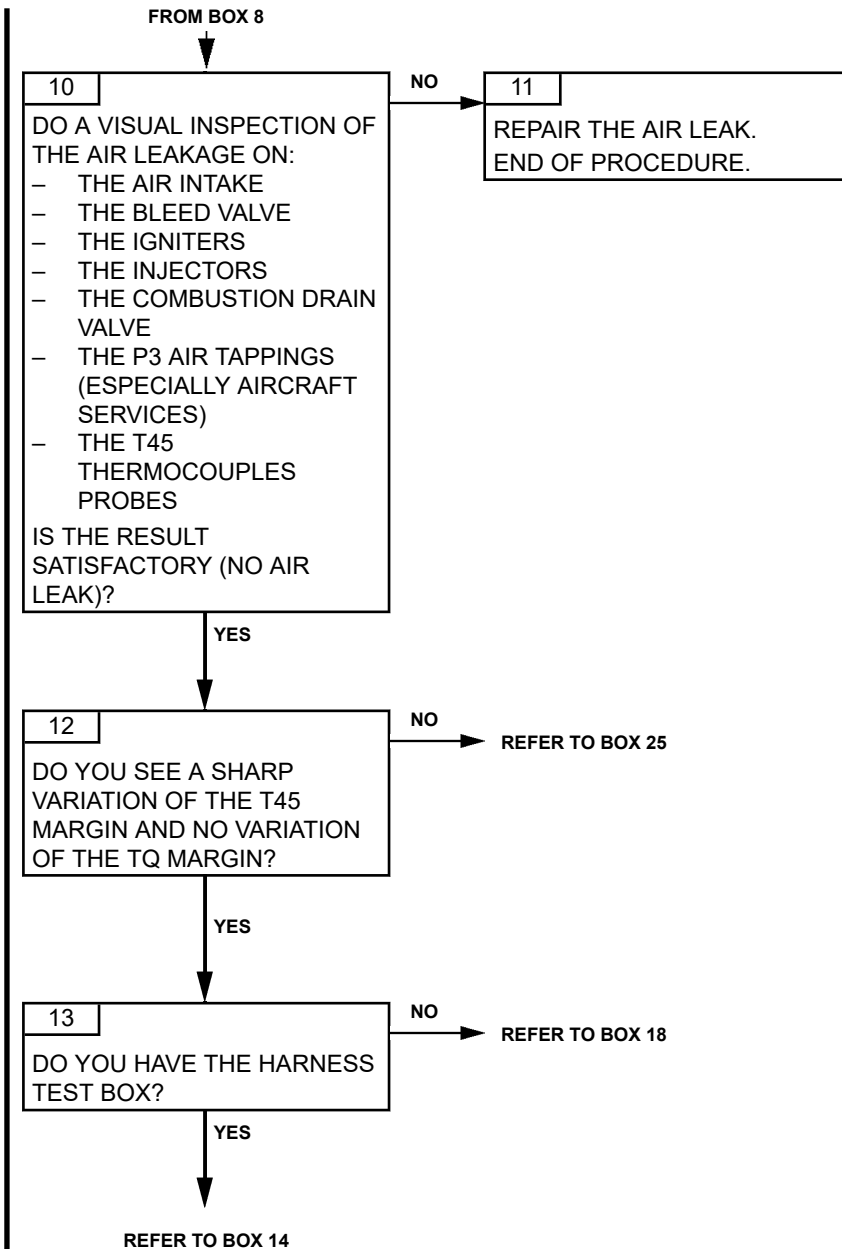 FROM BOX 8
10
DO A VISUAL INSPECTION OF
THE AIR LEAKAGE ON:
– THE AIR INTAKE
– THE BLEED VALVE
– THE IGNITERS
– THE INJECTORS
– THE COMBUSTION DRAIN
VALVE
– THE P3 AIR TAPPINGS
(ESPECIALLY AIRCRAFT
SERVICES)
– THE T45
THERMOCOUPLES
PROBES
IS THE RESULT
SATISFACTORY (NO AIR
LEAK)?
NO
11
REPAIR THE AIR LEAK.
END OF PROCEDURE.
YES
12
DO YOU SEE A SHARP
VARIATION OF THE T45
MARGIN AND NO VARIATION
OF THE TQ MARGIN?
NO
REFER TO BOX 25
YES
13
DO YOU HAVE THE HARNESS
TEST BOX?
NO
REFER TO BOX 18
YES
REFER TO BOX 14